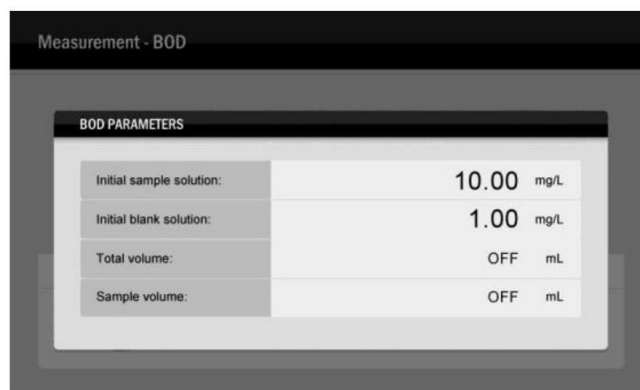 Measurement - BOD
BOD PARAMETERS
Initial sample solution: 10.00 mg/L
Initial blank solution: 1.00 mg/L
Total volume: OFF mL
Sample volume: OFF mL